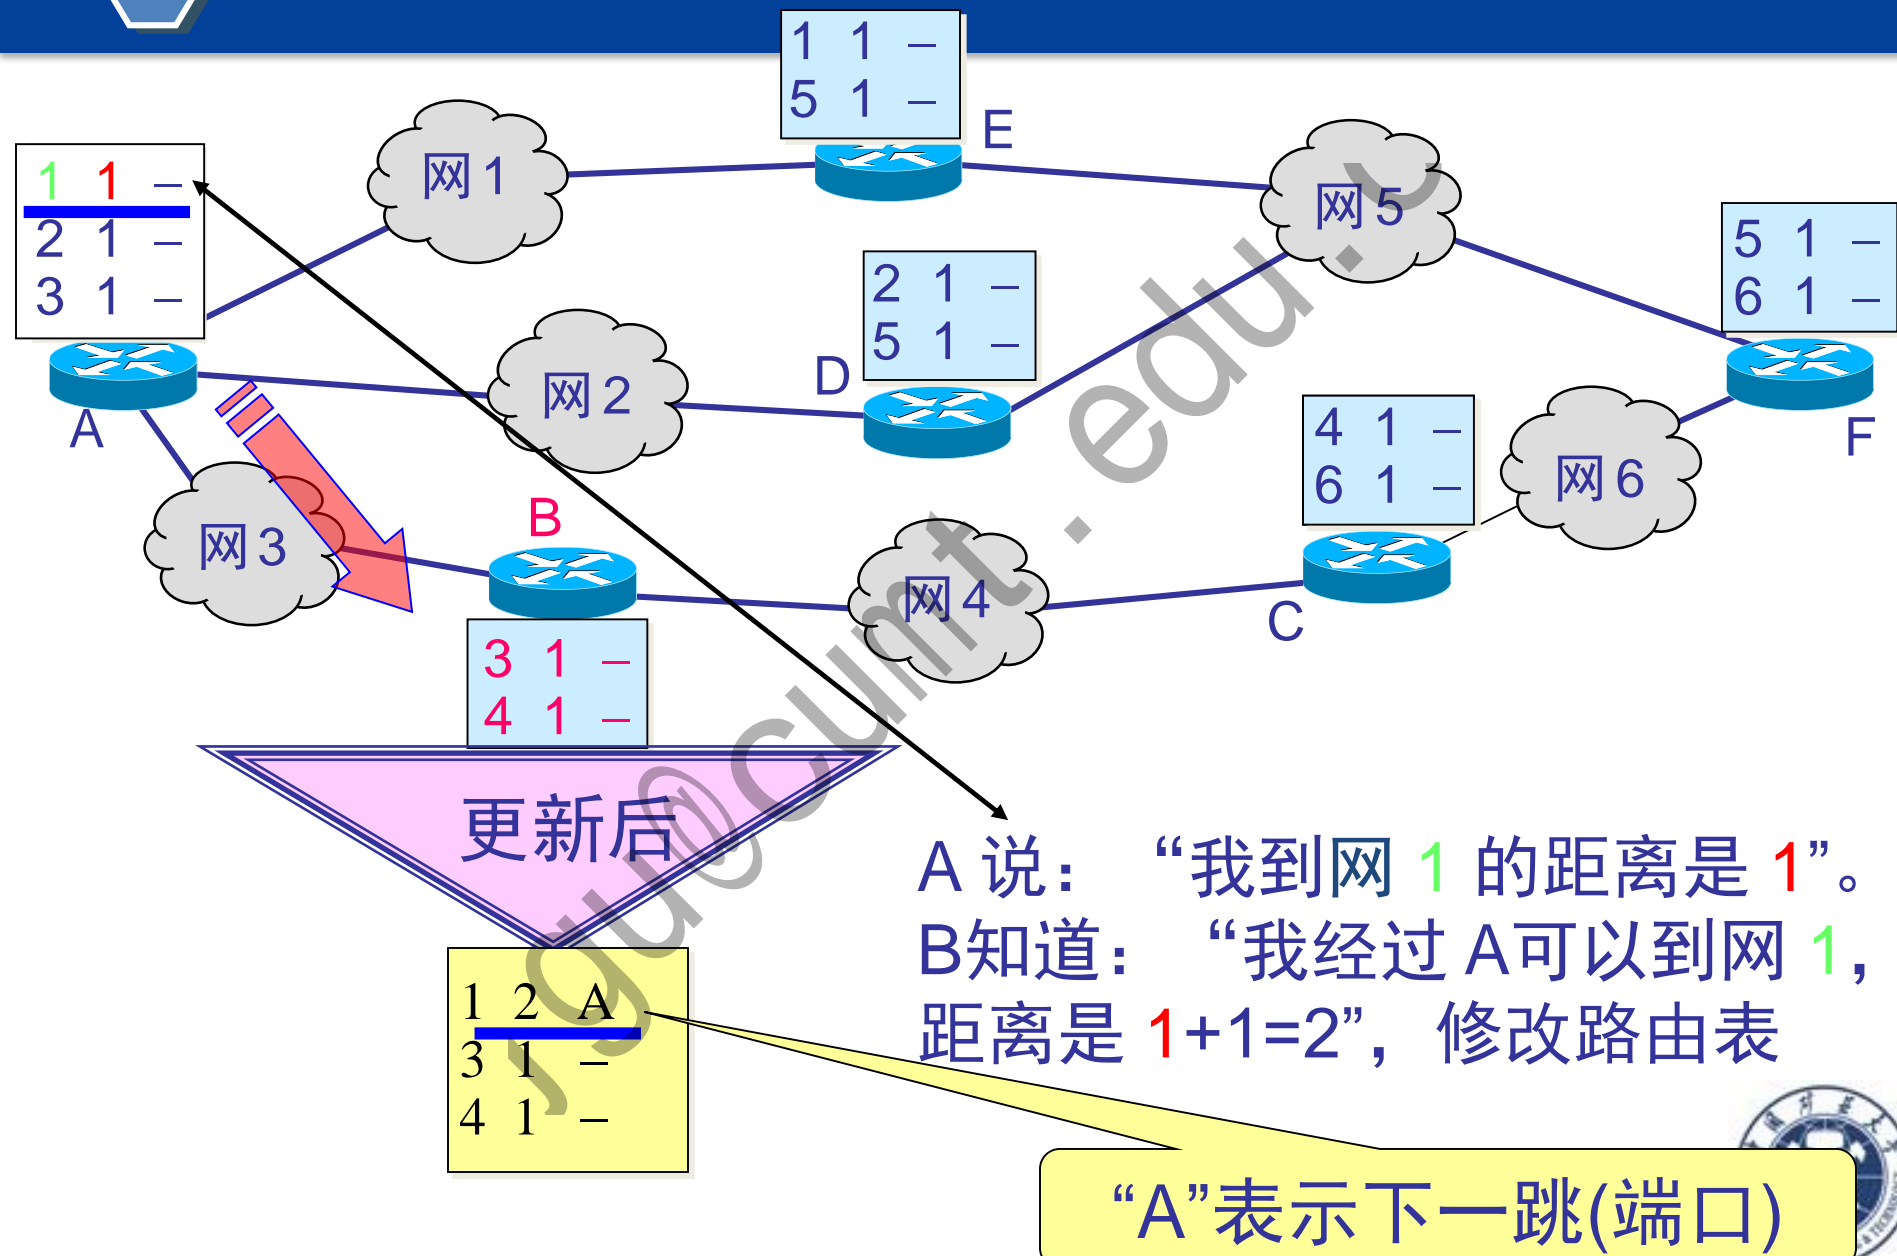 1 1 –
5 1 –
E
1 1 –
2 1 –
3 1 –
A
网1
网5
5 1 –
6 1 –
F
2 1 –
5 1 –
D
网2
4 1 –
6 1 –
C
网6
网3
B
网4
3 1 –
4 1 –
更新后
A 说：“我到网 1 的距离是 1”。
B知道：“我经过 A可以到网 1，
距离是 1+1=2”，修改路由表
1 2 A
3 1 –
4 1 –
“A”表示下一跳(端口)
gu@cumt.edu.c